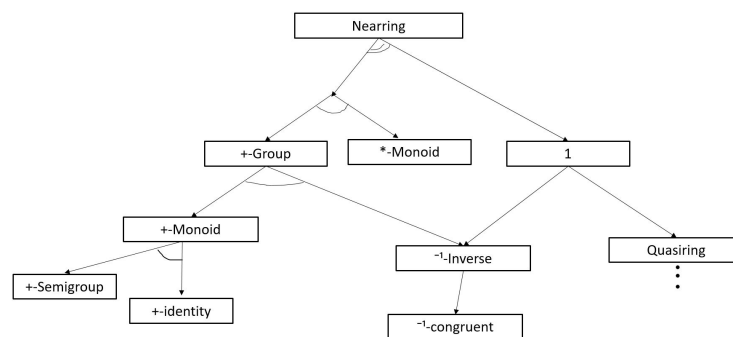 Nearring
+-Group
*-Monoid
1
+-Monoid
⁻¹-Inverse
Quasiring
+-Semigroup
+-identity
⁻¹-congruent